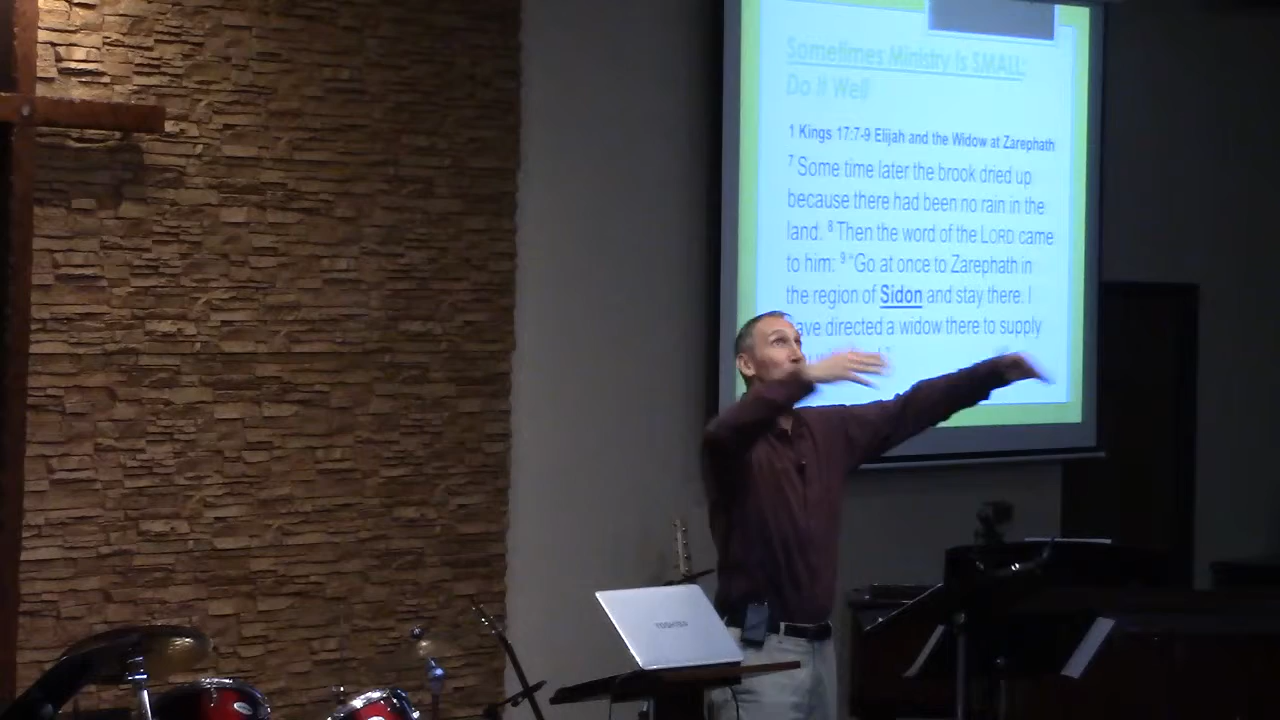 Sometimes Ministry Is SMALL:
Do It Well
1 Kings 17:7-9 Elijah and the Widow at Zarephath
7 Some time later the brook dried up
because there had been no rain in the
land. 8 Then the word of the LORD came
to him: 9 "Go at once to Zarephath in
the region of Sidon and stay there. I
ave directed a widow there to supply
TOSHIBA